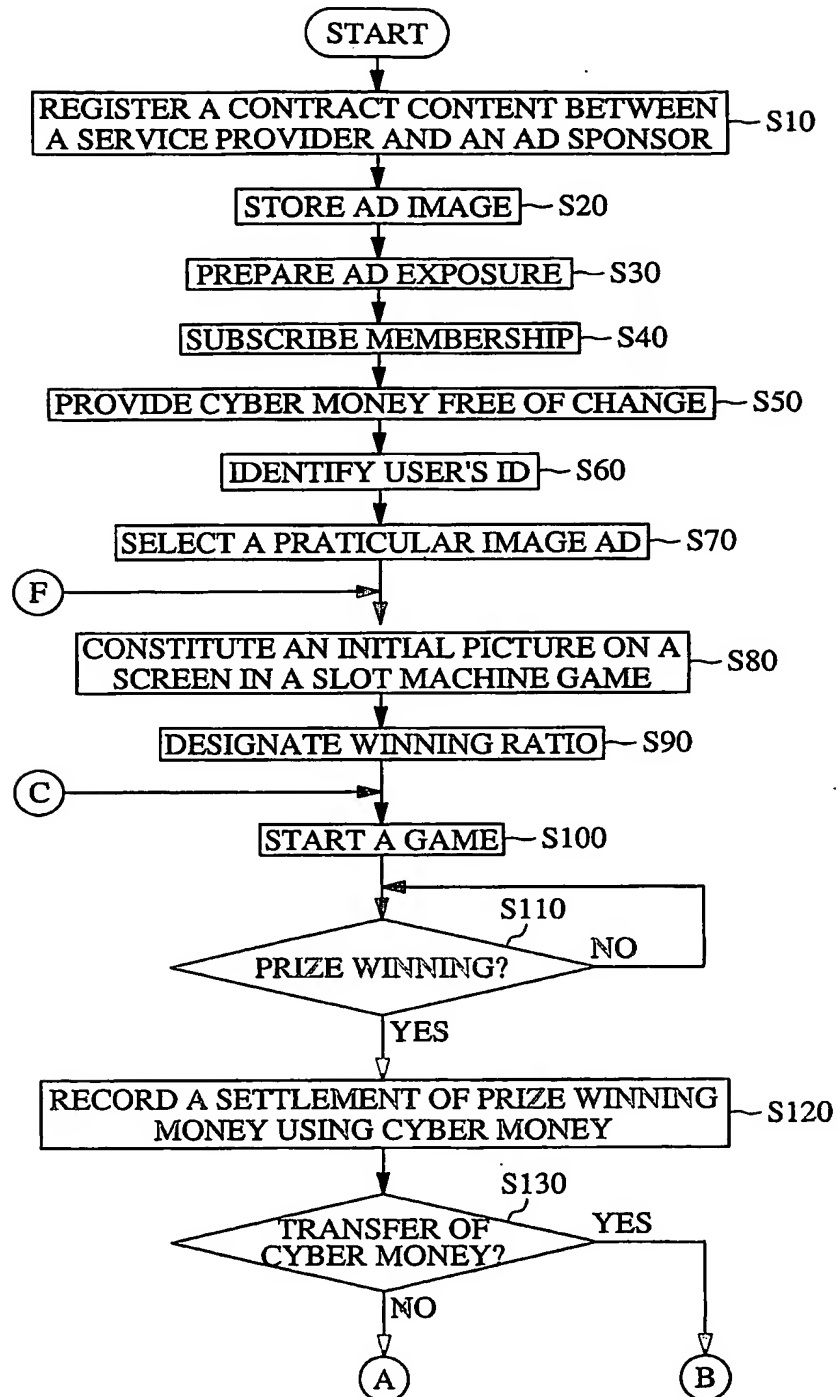 START
REGISTER A CONTRACT CONTENT BETWEEN
A SERVICE PROVIDER AND AN AD SPONSOR
S10
STORE AD IMAGE
S20
PREPARE AD EXPOSURE
S30
SUBSCRIBE MEMBERSHIP
S40
PROVIDE CYBER MONEY FREE OF CHANGE
S50
IDENTIFY USER'S ID
S60
SELECT A PRATICULAR IMAGE AD
S70
F
CONSTITUTE AN INITIAL PICTURE ON A
SCREEN IN A SLOT MACHINE GAME
S80
DESIGNATE WINNING RATIO
S90
C
START A GAME
S100
S110
PRIZE WINNING?
NO
YES
RECORD A SETTLEMENT OF PRIZE WINNING
MONEY USING CYBER MONEY
S120
S130
TRANSFER OF
CYBER MONEY?
YES
NO
A
B